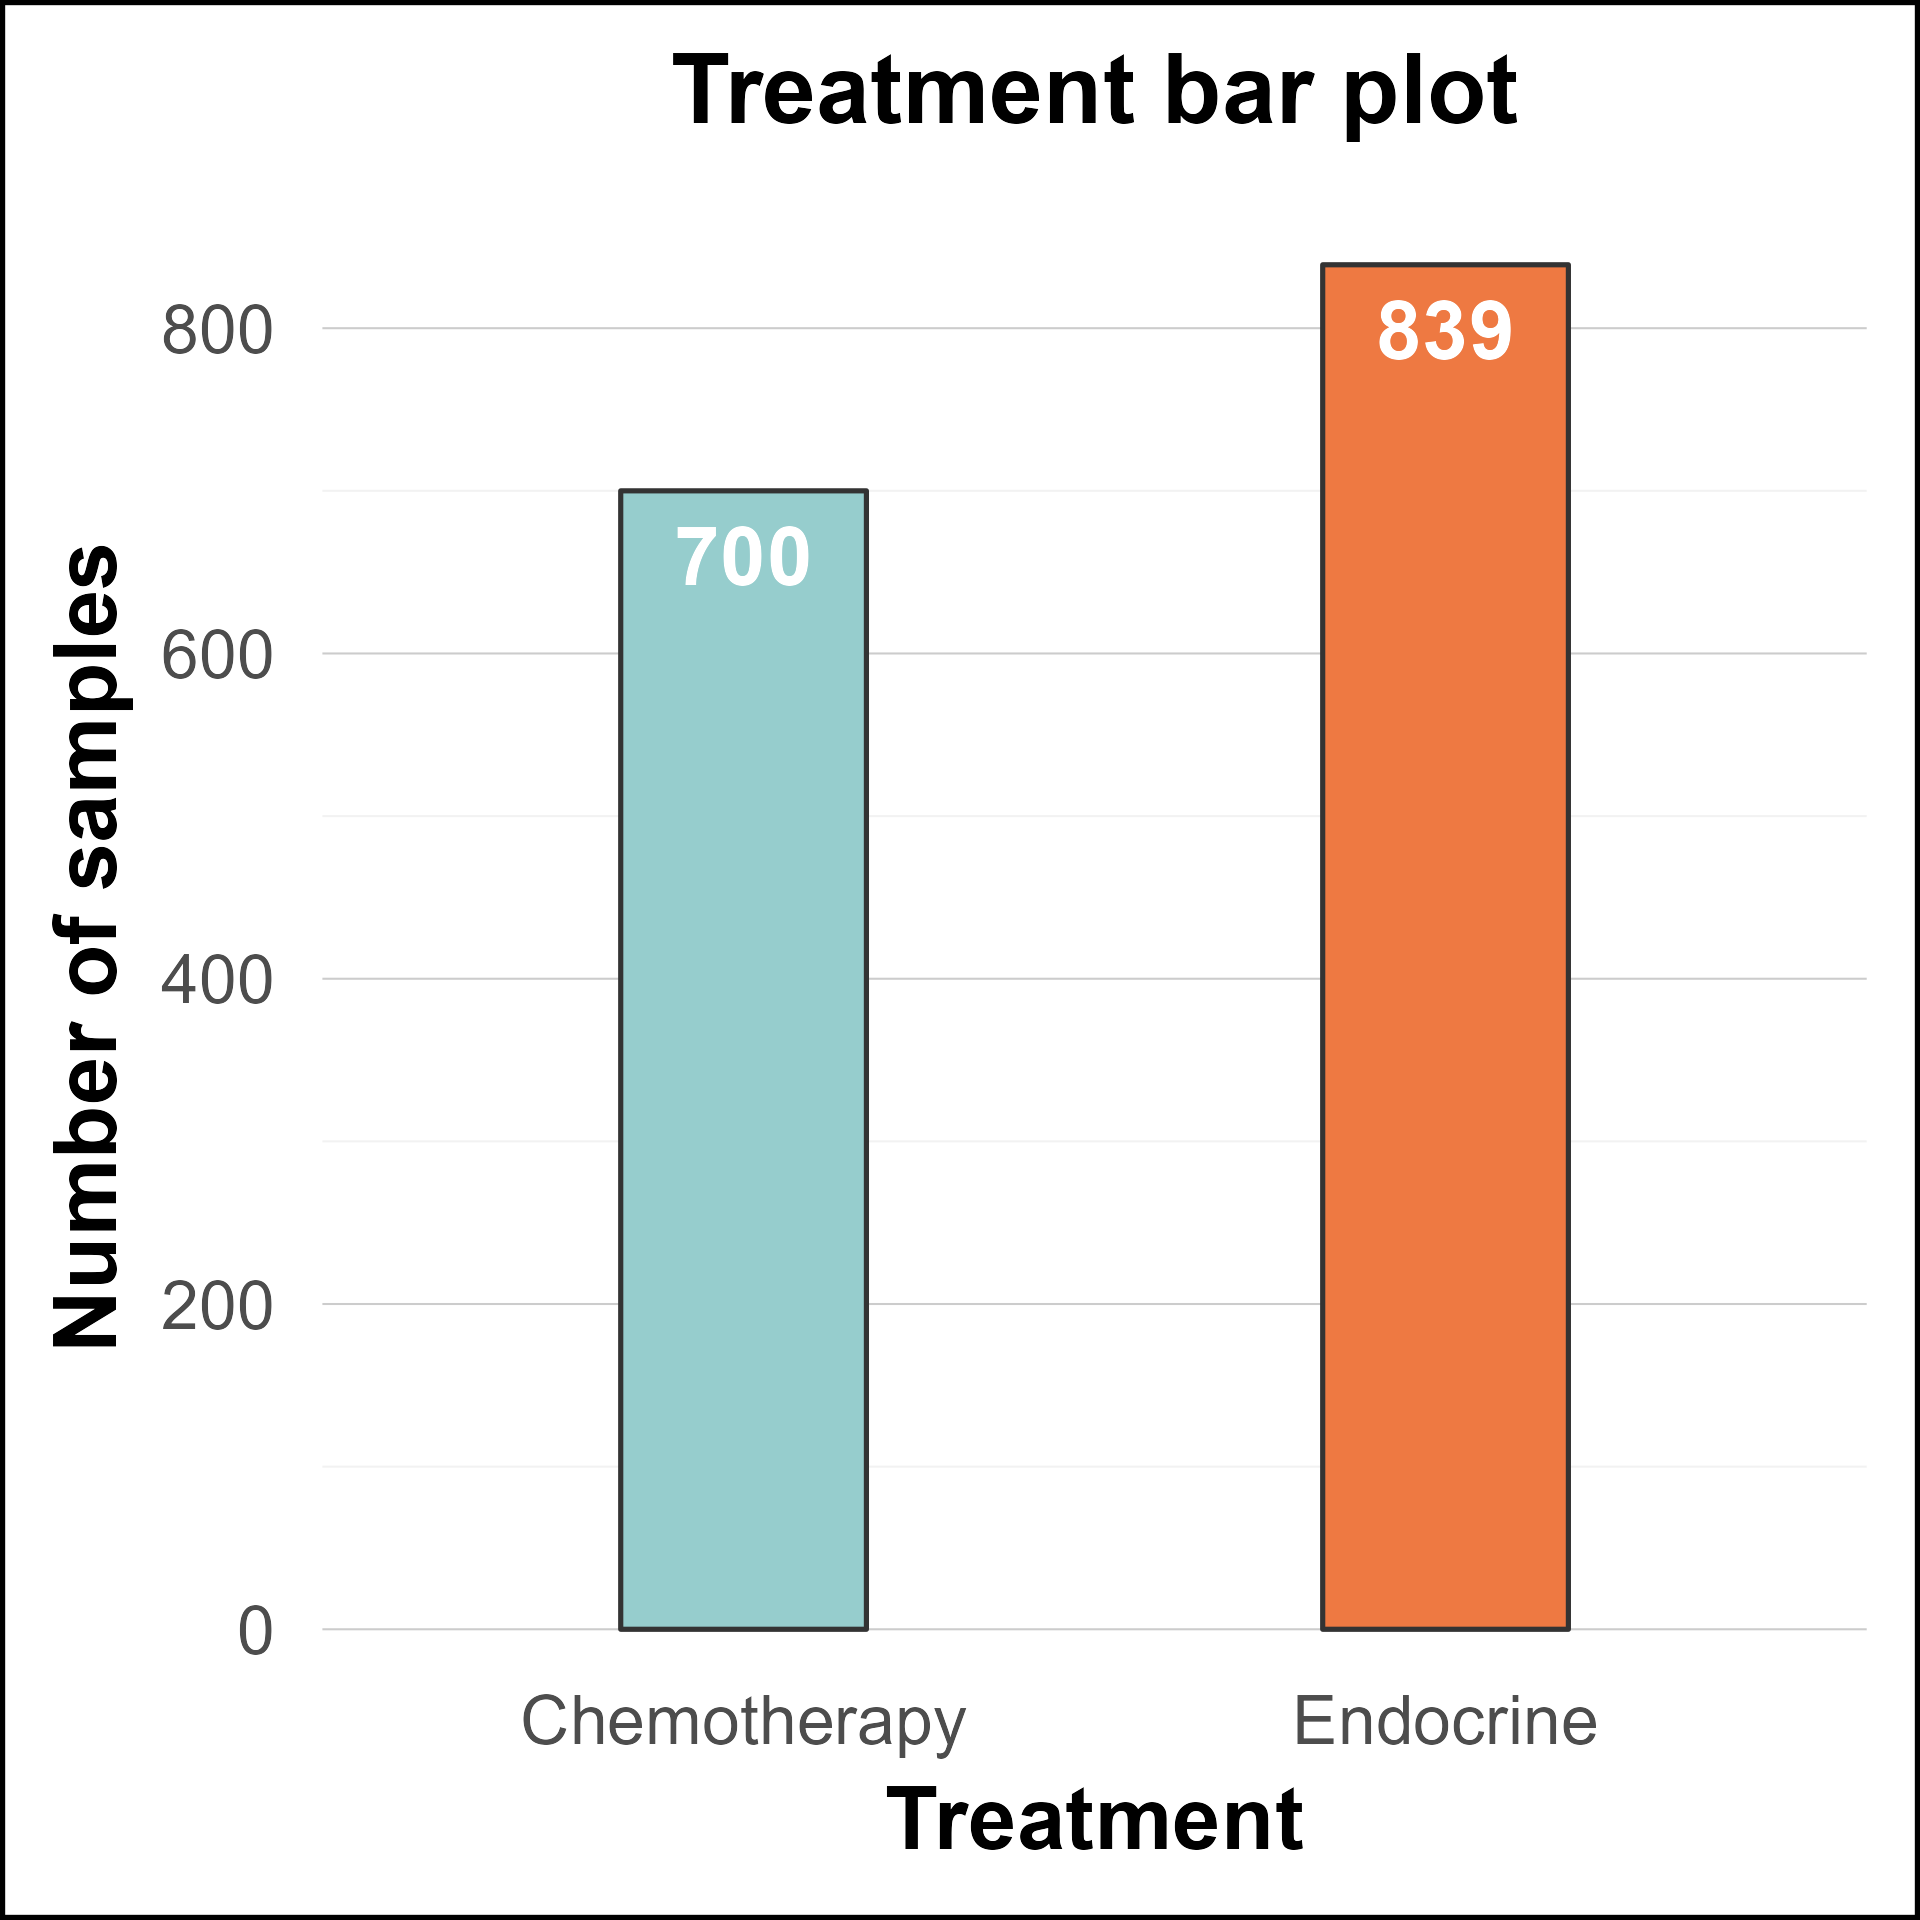 Treatment bar plot
Number of samples
800
600
400
200
0
700
839
Chemotherapy
Endocrine
Treatment